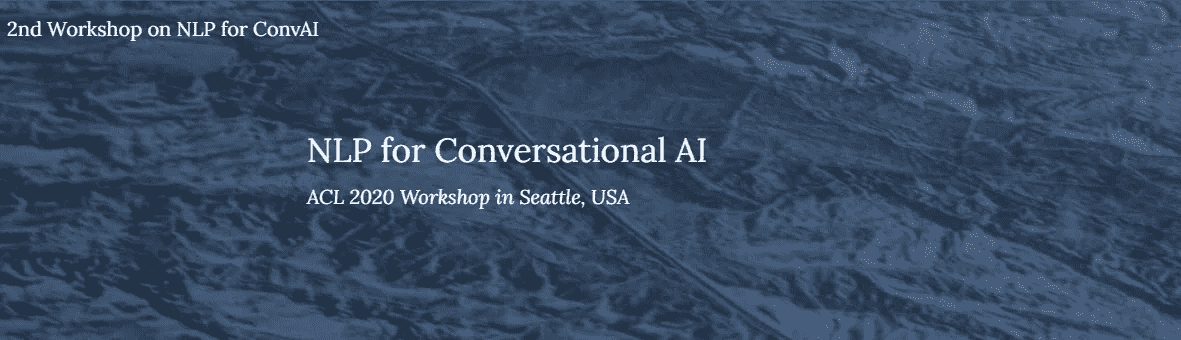 2nd Workshop on NLP for ConvAI
NLP for Conversational AI
ACL 2020 Workshop in Seattle, USA